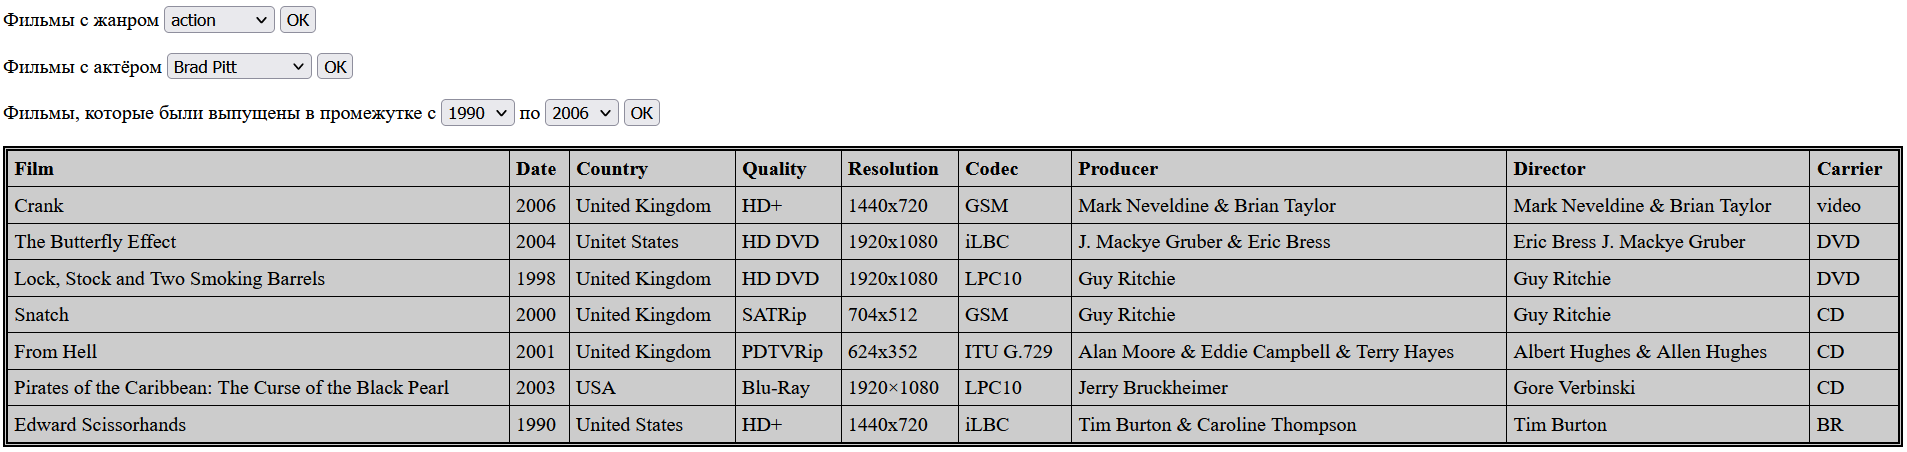 Фильмы с жанром action OK
Фильмы с актёром Brad Pitt OK
Фильмы, которые были выпущены в промежутке с 1990 по 2006 OK
Film Date Country Quality Resolution Codec Producer Director Carrier
Crank 2006 United Kingdom HD+ 1440x720 GSM Mark Neveldine & Brian Taylor Mark Neveldine & Brian Taylor video
The Butterfly Effect 2004 Unitet States HD DVD 1920x1080 iLBC J. Mackye Gruber & Eric Bress Eric Bress J. Mackye Gruber DVD
Lock, Stock and Two Smoking Barrels 1998 United Kingdom HD DVD 1920x1080 LPC10 Guy Ritchie Guy Ritchie DVD
Snatch 2000 United Kingdom SATRip 704x512 GSM Guy Ritchie Guy Ritchie CD
From Hell 2001 United Kingdom PDTVRip 624x352 ITU G.729 Alan Moore & Eddie Campbell & Terry Hayes Albert Hughes & Allen Hughes CD
Pirates of the Caribbean: The Curse of the Black Pearl 2003 USA Blu-Ray 1920×1080 LPC10 Jerry Bruckheimer Gore Verbinski CD
Edward Scissorhands 1990 United States HD+ 1440x720 iLBC Tim Burton & Caroline Thompson Tim Burton BR